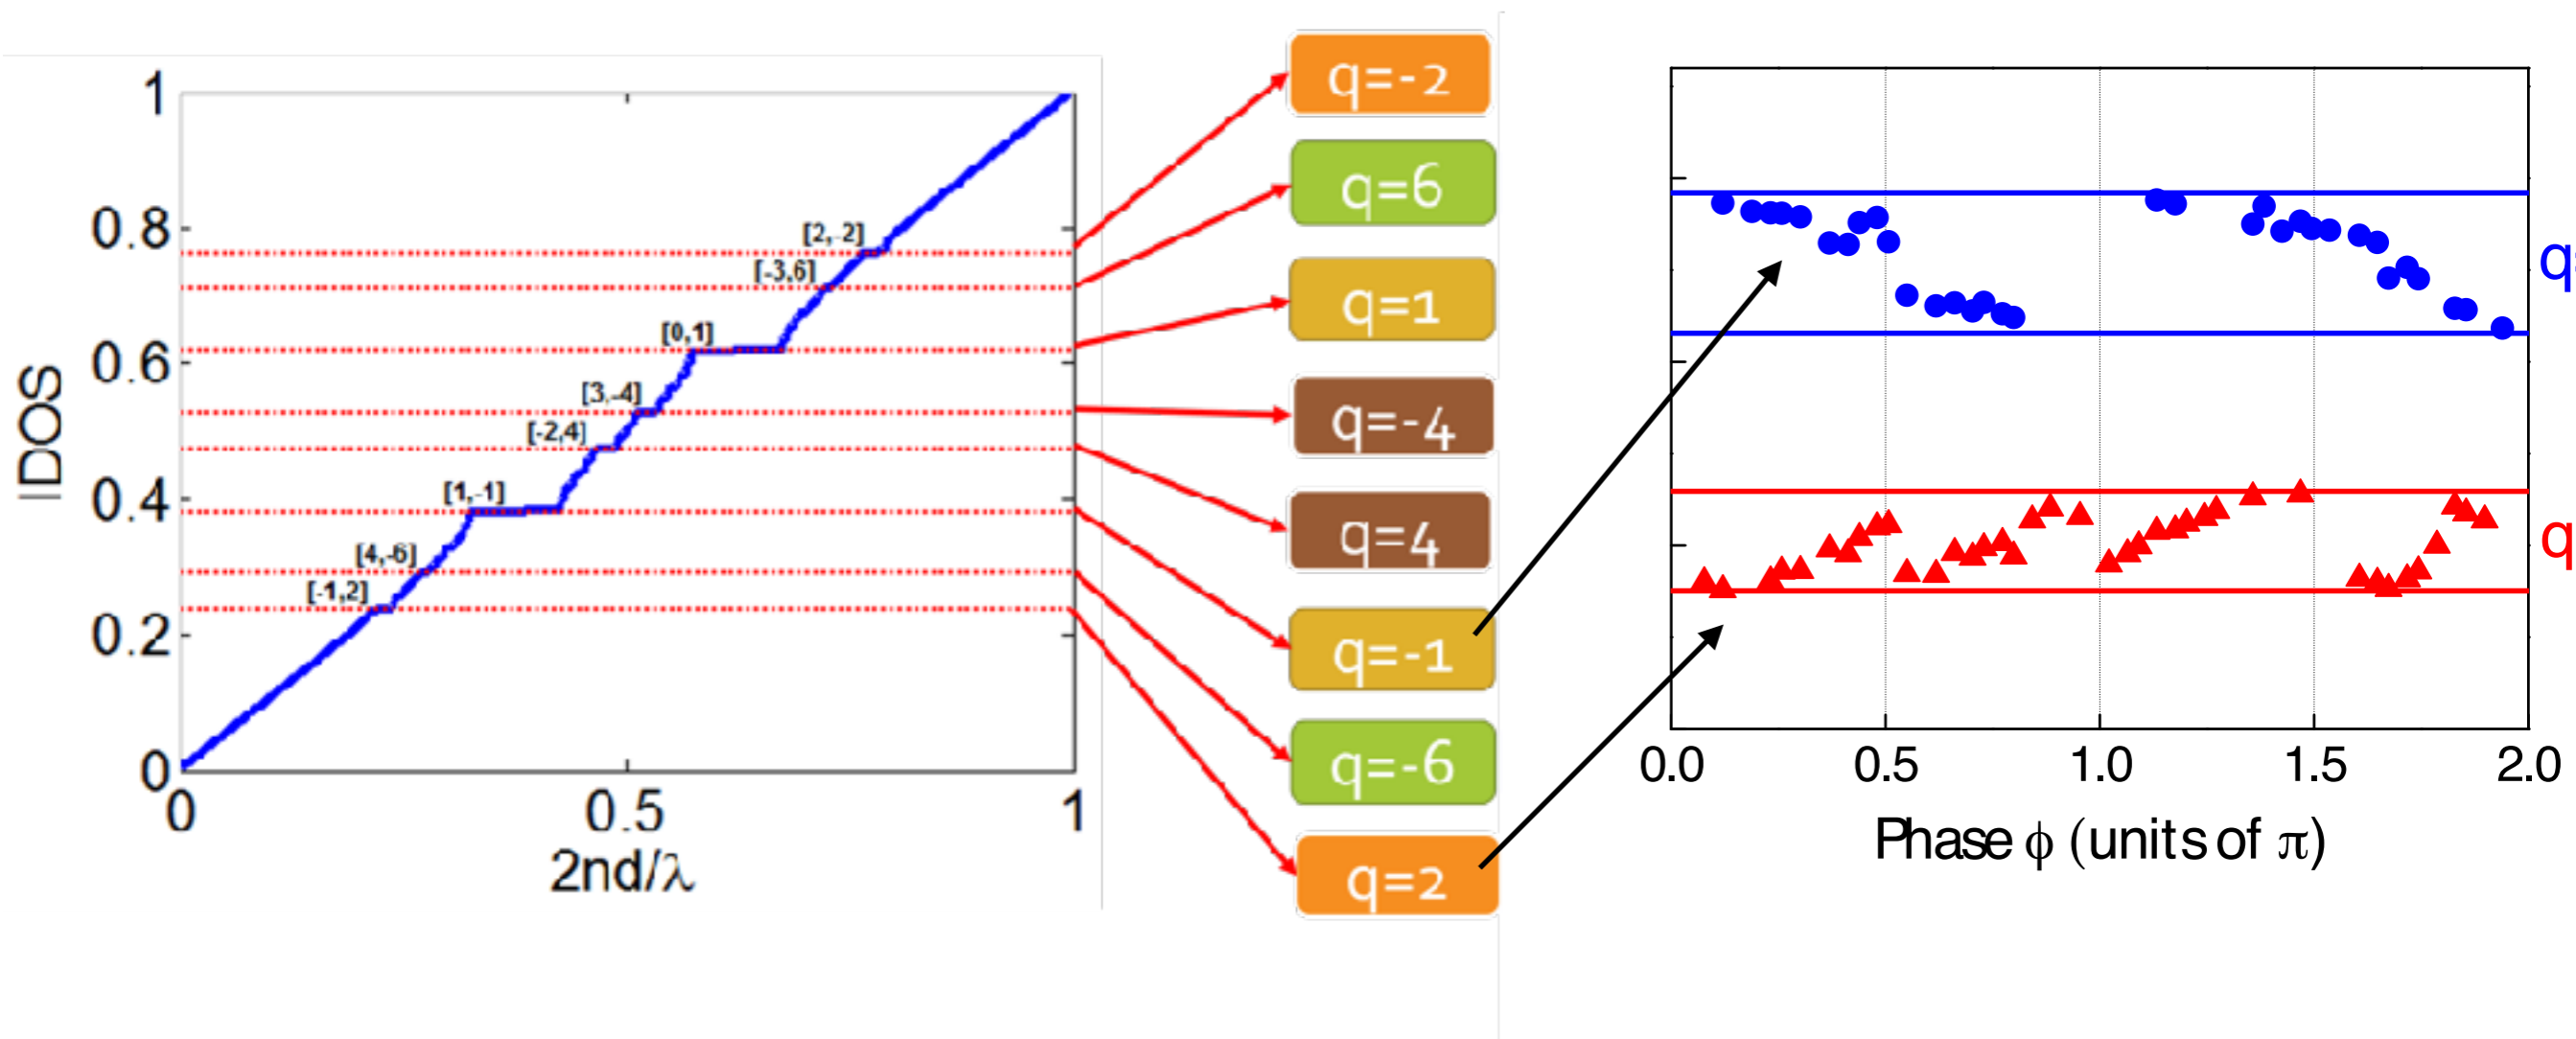 1
0.8
0.6
0.4
0.2
0
IDOS
0
0.5
1
2nd/λ
[2,-2]
[-3,6]
[0,1]
[3,-4]
[-2,4]
[1,-1]
[4,-6]
[-1,2]
q=-2
q=6
q=1
q=-4
q=4
q=-1
q=-6
q=2
q
q
0.0
0.5
1.0
1.5
2.0
Phase ϕ (units of π)